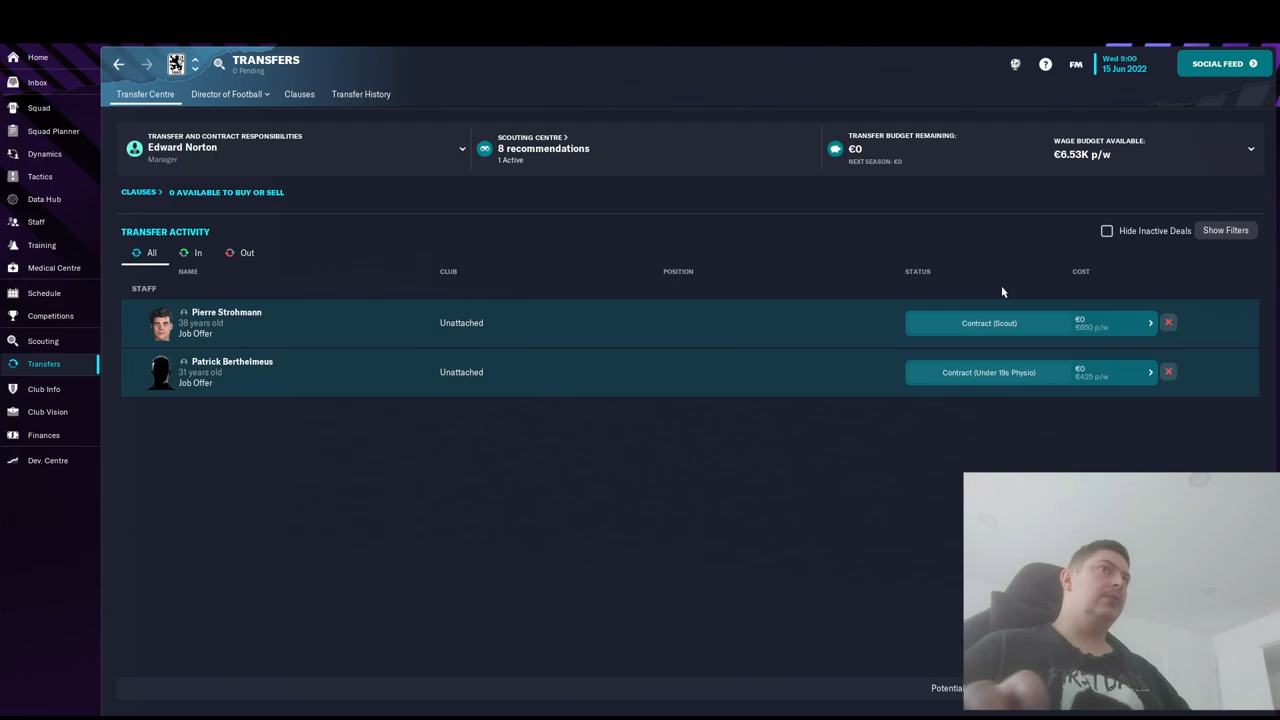 Home
Inbox
Squad
Squad Planner
Dynamics
Tactics
Data Hub
Staff
Training
Medical Centre
Schedule
Competitions
Scouting
Transfers
Club Info
Club Vision
Finances
Dev. Centre
TRANSFERS
0 Pending
FM
Wed 9:00
15 Jun 2022
SOCIAL FEED
Transfer Centre
Director of Football
Clauses
Transfer History
TRANSFER AND CONTRACT RESPONSIBILITIES
Edward Norton
Manager
SCOUTING CENTRE >
8 recommendations
1 Active
TRANSFER BUDGET REMAINING:
€0
NEXT SEASON: €0
WAGE BUDGET AVAILABLE:
€6.53K p/w
CLAUSES > 0 AVAILABLE TO BUY OR SELL
TRANSFER ACTIVITY
Hide Inactive Deals
Show Filters
All
In
Out
NAME CLUB POSITION STATUS COST
STAFF
Pierre Strohmann
38 years old
Job Offer
Unattached
Contract (Scout)
€0
€650 p/w
Patrick Berthelmeus
31 years old
Job Offer
Unattached
Contract (Under 19s Physio)
€0
€425 p/w
Potential